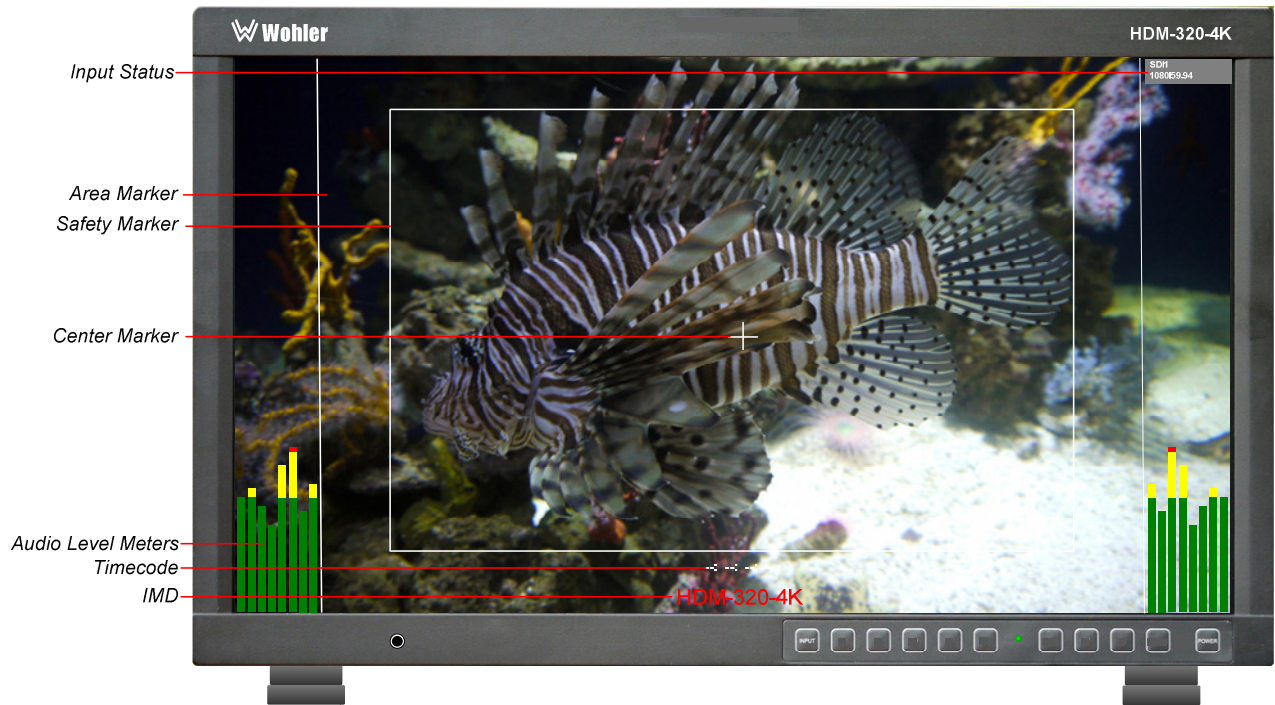 Wohler
HDM-320-4K
Input Status
SDI1
1080i59.94
Area Marker
Safety Marker
Center Marker
Audio Level Meters
Timecode
IMD
HDM-320-4K
INPUT
POWER